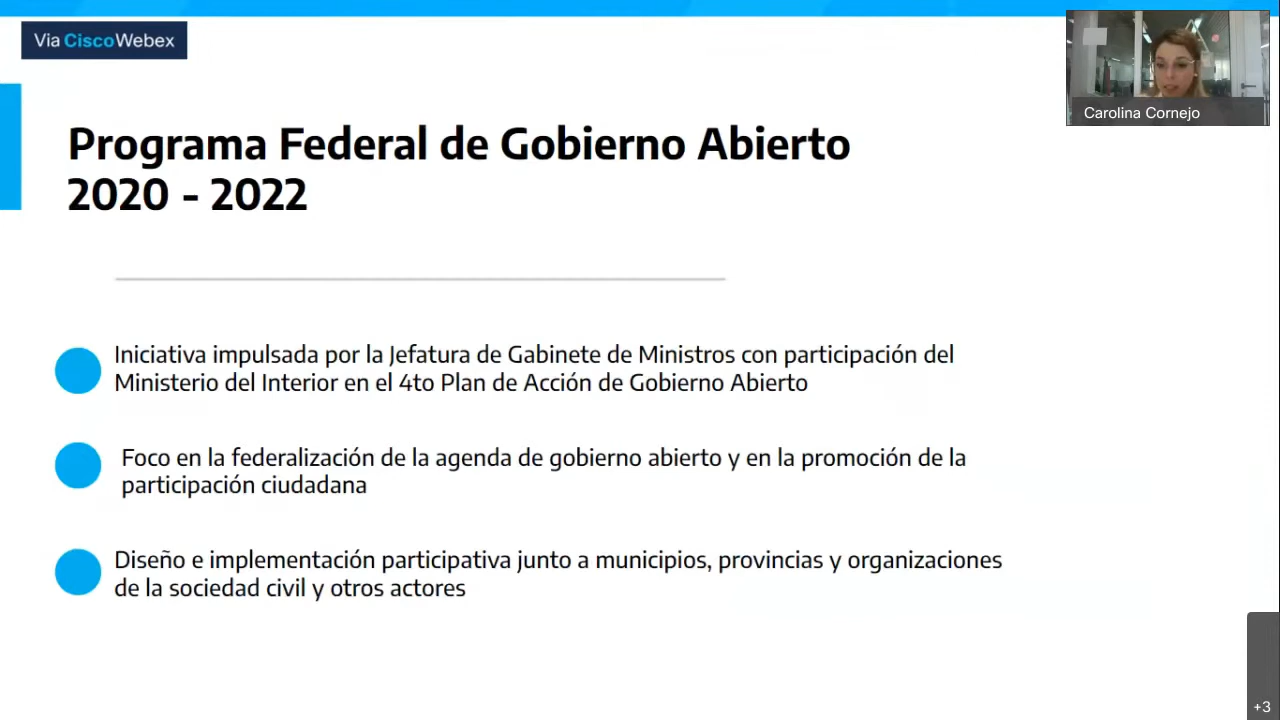 Via CiscoWebex
Carolina Cornejo
Programa Federal de Gobierno Abierto
2020 - 2022
Iniciativa impulsada por la Jefatura de Gabinete de Ministros con participación del
Ministerio del Interior en el 4to Plan de Acción de Gobierno Abierto
Foco en la federalización de la agenda de gobierno abierto y en la promoción de la
participación ciudadana
Diseño e implementación participativa junto a municipios, provincias y organizaciones
de la sociedad civil y otros actores
+3